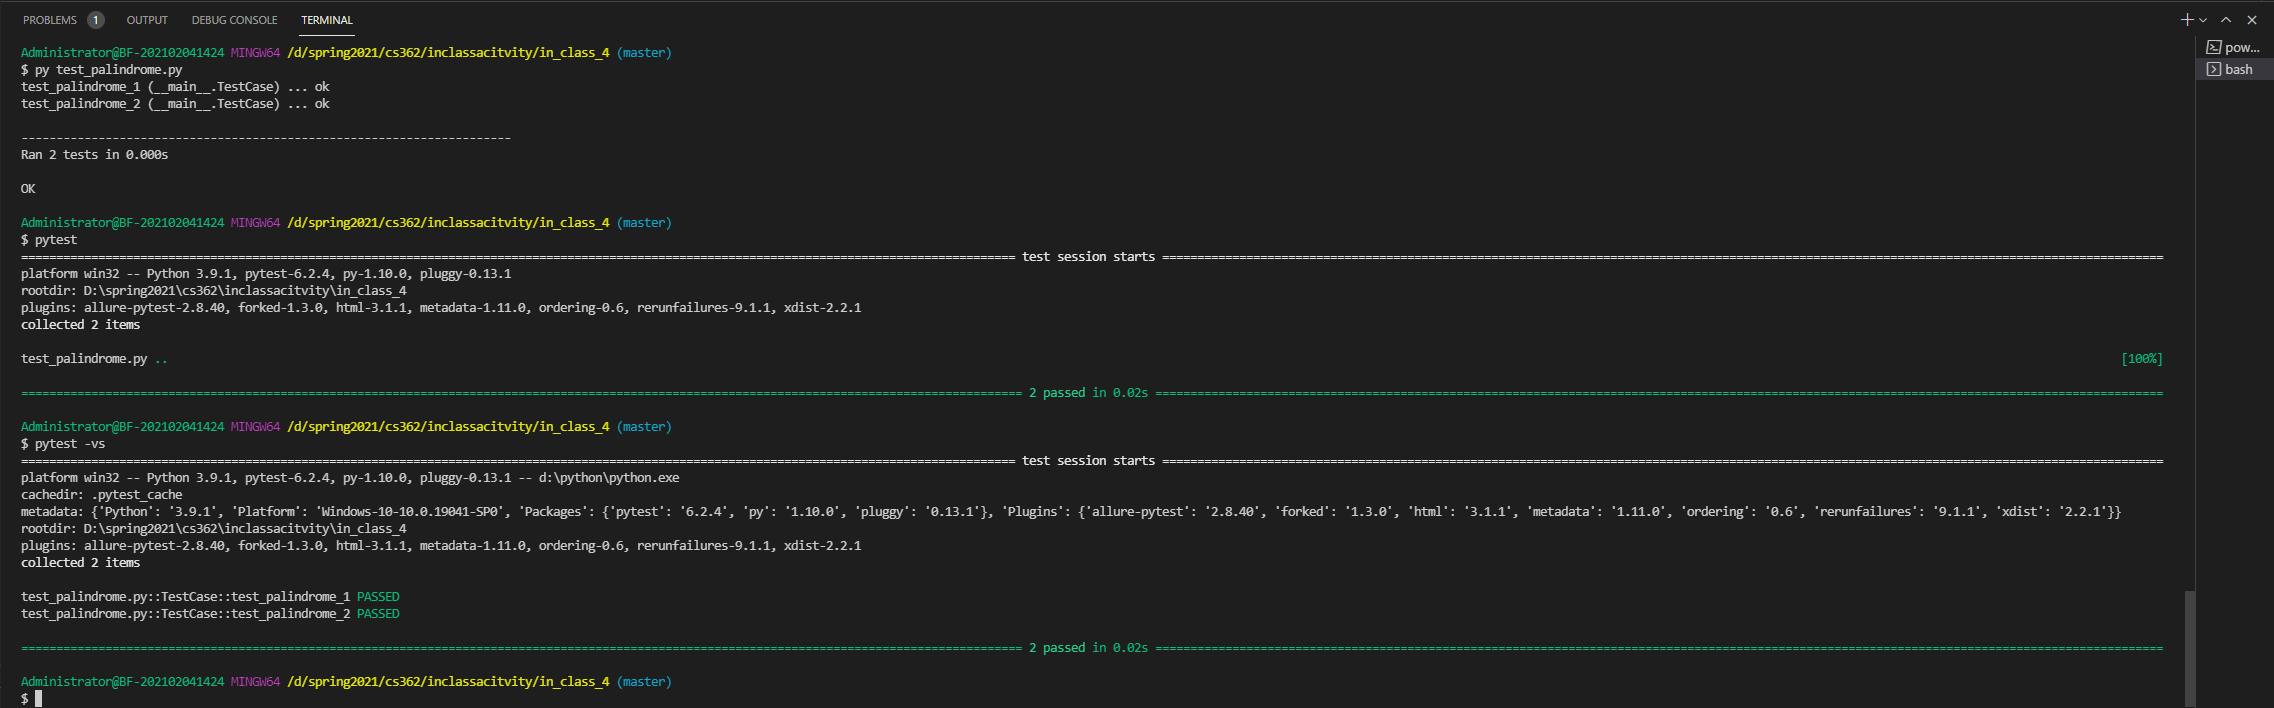 PROBLEMS 1 OUTPUT DEBUG CONSOLE TERMINAL
pow...
bash
Administrator@BF-202102041424 MINGW64 /d/spring2021/cs362/inclassacitvity/in_class_4 (master)
$ py test_palindrome.py
test_palindrome_1 (__main__.TestCase) ... ok
test_palindrome_2 (__main__.TestCase) ... ok
----------------------------------------------------------------------
Ran 2 tests in 0.000s
OK
Administrator@BF-202102041424 MINGW64 /d/spring2021/cs362/inclassacitvity/in_class_4 (master)
$ pytest
=== test session starts ===
platform win32 -- Python 3.9.1, pytest-6.2.4, py-1.10.0, pluggy-0.13.1
rootdir: D:\spring2021\cs362\inclassacitvity\in_class_4
plugins: allure-pytest-2.8.40, forked-1.3.0, html-3.1.1, metadata-1.11.0, ordering-0.6, rerunfailures-9.1.1, xdist-2.2.1
collected 2 items
test_palindrome.py .. [100%]
=== 2 passed in 0.02s ===
Administrator@BF-202102041424 MINGW64 /d/spring2021/cs362/inclassacitvity/in_class_4 (master)
$ pytest -vs
=== test session starts ===
platform win32 -- Python 3.9.1, pytest-6.2.4, py-1.10.0, pluggy-0.13.1 -- d:\python\python.exe
cachedir: .pytest_cache
metadata: {'Python': '3.9.1', 'Platform': 'Windows-10-10.0.19041-SP0', 'Packages': {'pytest': '6.2.4', 'py': '1.10.0', 'pluggy': '0.13.1'}, 'Plugins': {'allure-pytest': '2.8.40', 'forked': '1.3.0', 'html': '3.1.1', 'metadata': '1.11.0', 'ordering': '0.6', 'rerunfailures': '9.1.1', 'xdist': '2.2.1'}}
rootdir: D:\spring2021\cs362\inclassacitvity\in_class_4
plugins: allure-pytest-2.8.40, forked-1.3.0, html-3.1.1, metadata-1.11.0, ordering-0.6, rerunfailures-9.1.1, xdist-2.2.1
collected 2 items
test_palindrome.py::TestCase::test_palindrome_1 PASSED
test_palindrome.py::TestCase::test_palindrome_2 PASSED
=== 2 passed in 0.02s ===
Administrator@BF-202102041424 MINGW64 /d/spring2021/cs362/inclassacitvity/in_class_4 (master)
$